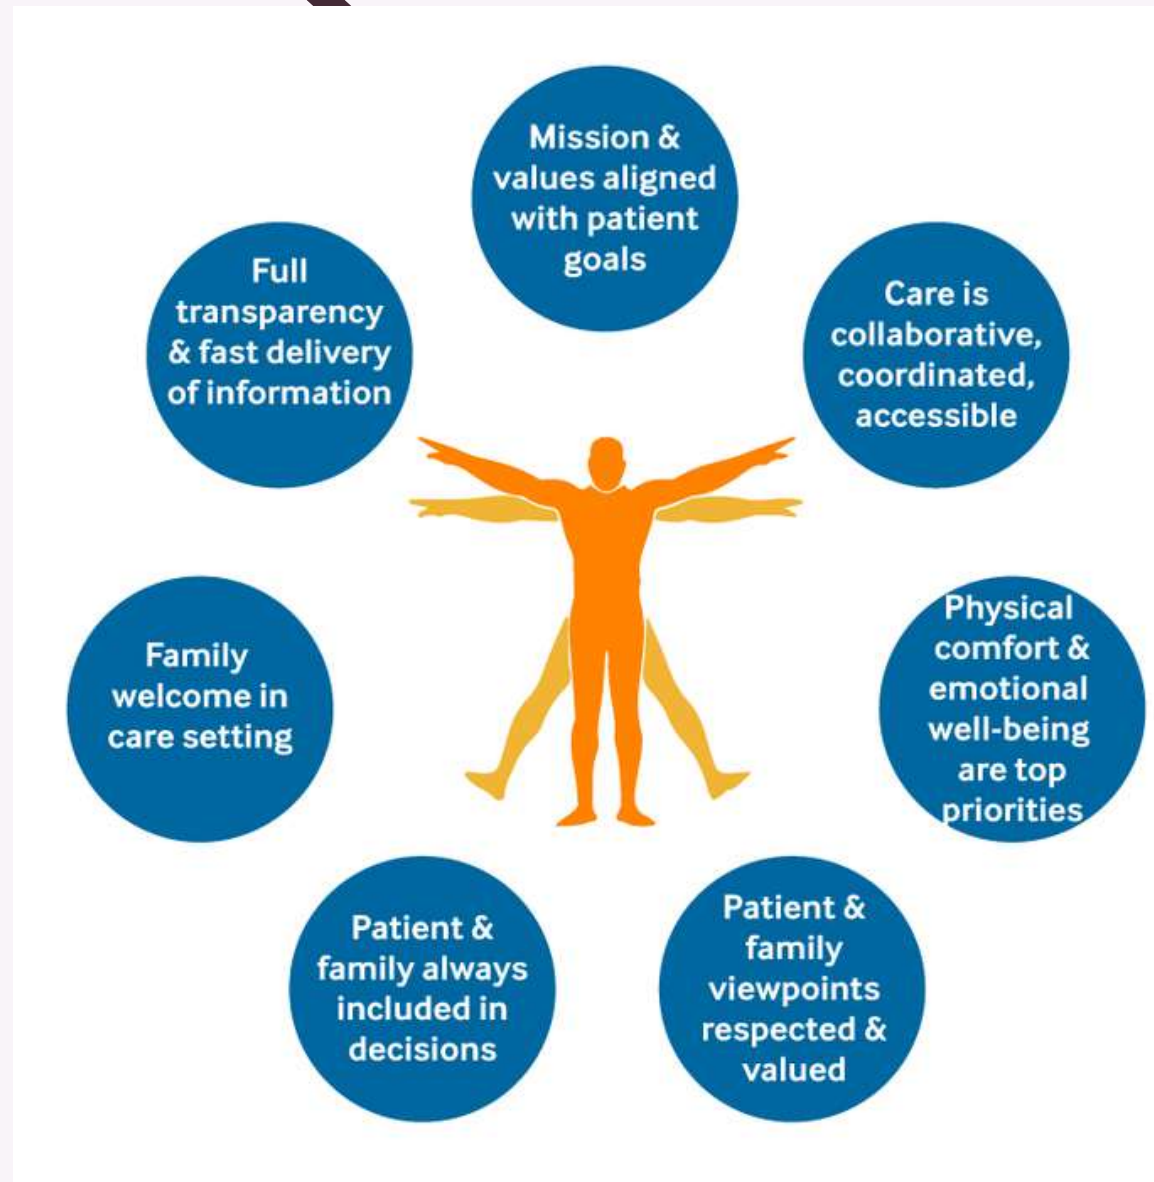 Mission &
values aligned
with patient
goals
Care is
collaborative,
coordinated,
accessible
Physical
comfort &
emotional
well-being
are top
priorities
Patient &
family
viewpoints
respected &
valued
Patient &
family always
included in
decisions
Family
welcome in
care setting
Full
transparency
& fast delivery
of information